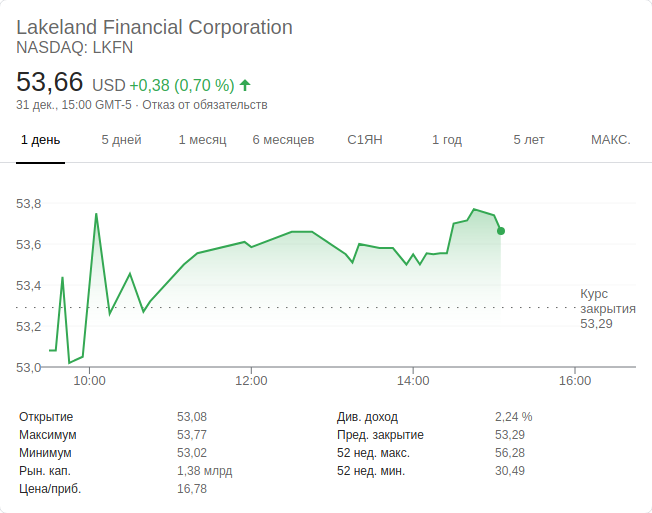 Lakeland Financial Corporation
NASDAQ: LKFN
53,66 USD +0,38 (0,70 %)
31 дек., 15:00 GMT-5 · Отказ от обязательств
1 день 5 дней 1 месяц 6 месяцев С1ЯН 1 год 5 лет МАКС.
53,8
53,6
53,4
53,2
53,0
Курс
закрытия
53,29
10:00 12:00 14:00 16:00
Открытие 53,08
Максимум 53,77
Минимум 53,02
Рын. кап. 1,38 млрд
Цена/приб. 16,78
Див. доход 2,24 %
Пред. закрытие 53,29
52 нед. макс. 56,28
52 нед. мин. 30,49